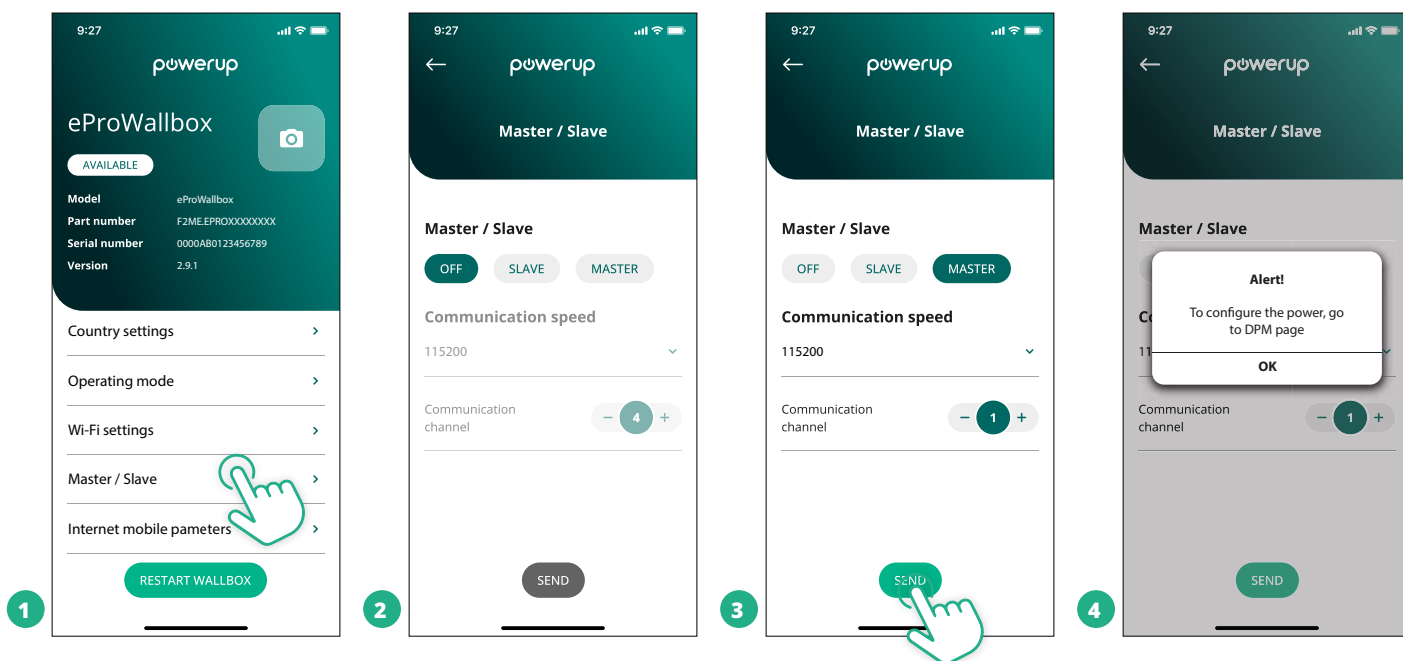 9:27
powerup
eProWallbox
AVAILABLE
Model eProWallbox
Part number F2ME.EPROXXXXXXXX
Serial number 0000AB0123456789
Version 2.9.1
Country settings
Operating mode
Wi-Fi settings
Master / Slave
Internet mobile pameters
RESTART WALLBOX
1
9:27
powerup
Master / Slave
Master / Slave
OFF SLAVE MASTER
Communication speed
115200
Communication
channel
- 4 +
SEND
2
9:27
powerup
Master / Slave
Master / Slave
OFF SLAVE MASTER
Communication speed
115200
Communication
channel
- 1 +
SEND
3
9:27
powerup
Master / Slave
Master / Slave
Alert!
To configure the power, go
to DPM page
OK
Communication
channel
- 1 +
SEND
4